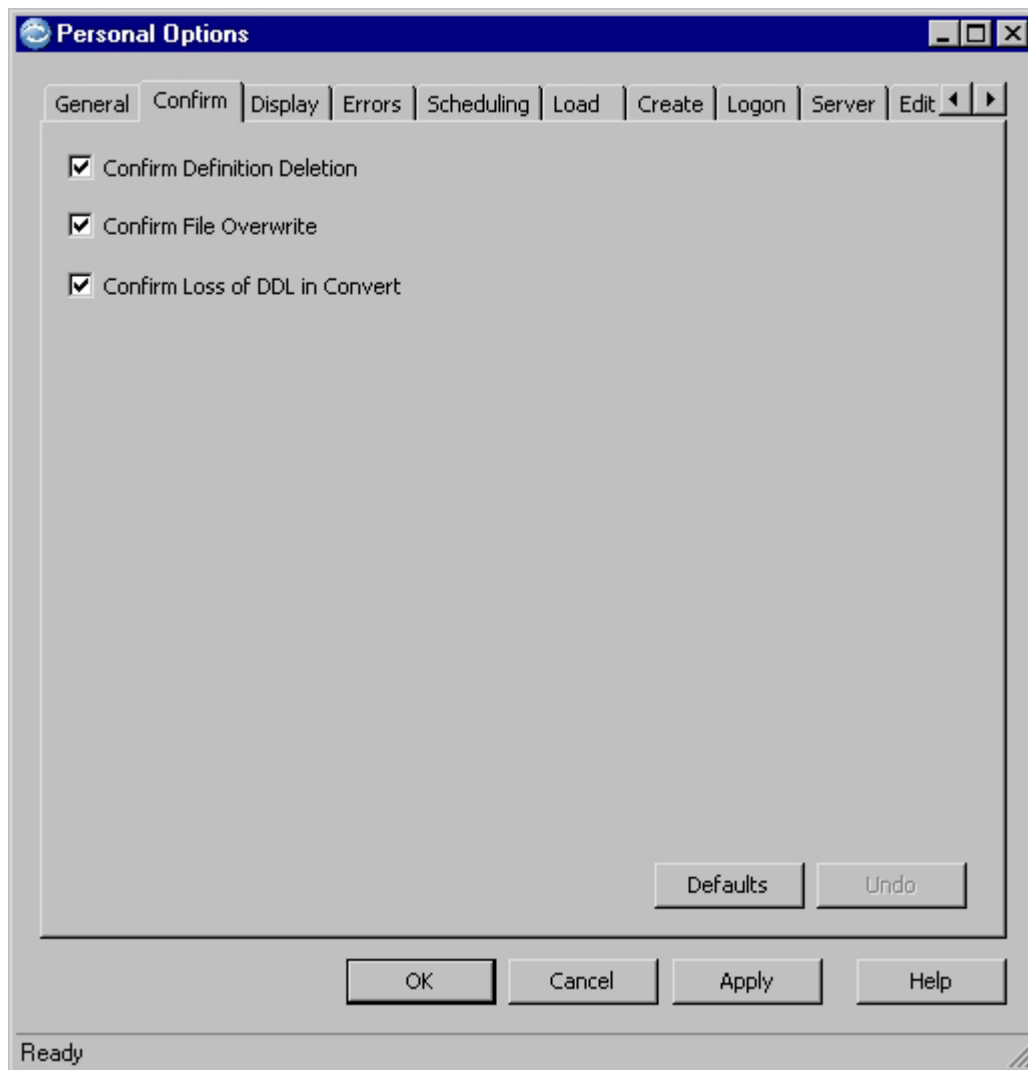 Personal Options
General Confirm Display Errors Scheduling Load Create Logon Server Edit
Confirm Definition Deletion
Confirm File Overwrite
Confirm Loss of DDL in Convert
Defaults Undo
OK Cancel Apply Help
Ready